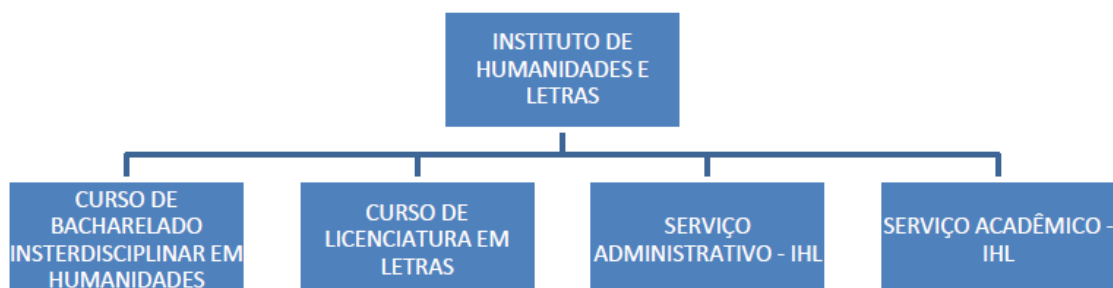 INSTITUTO DE
HUMANIDADES E
LETRAS
CURSO DE
BACHARELADO
INSTERDISCIPLINAR EM
HUMANIDADES
CURSO DE
LICENCIATURA EM
LETRAS
SERVIÇO
ADMINISTRATIVO - IHL
SERVIÇO ACADÊMICO -
IHL